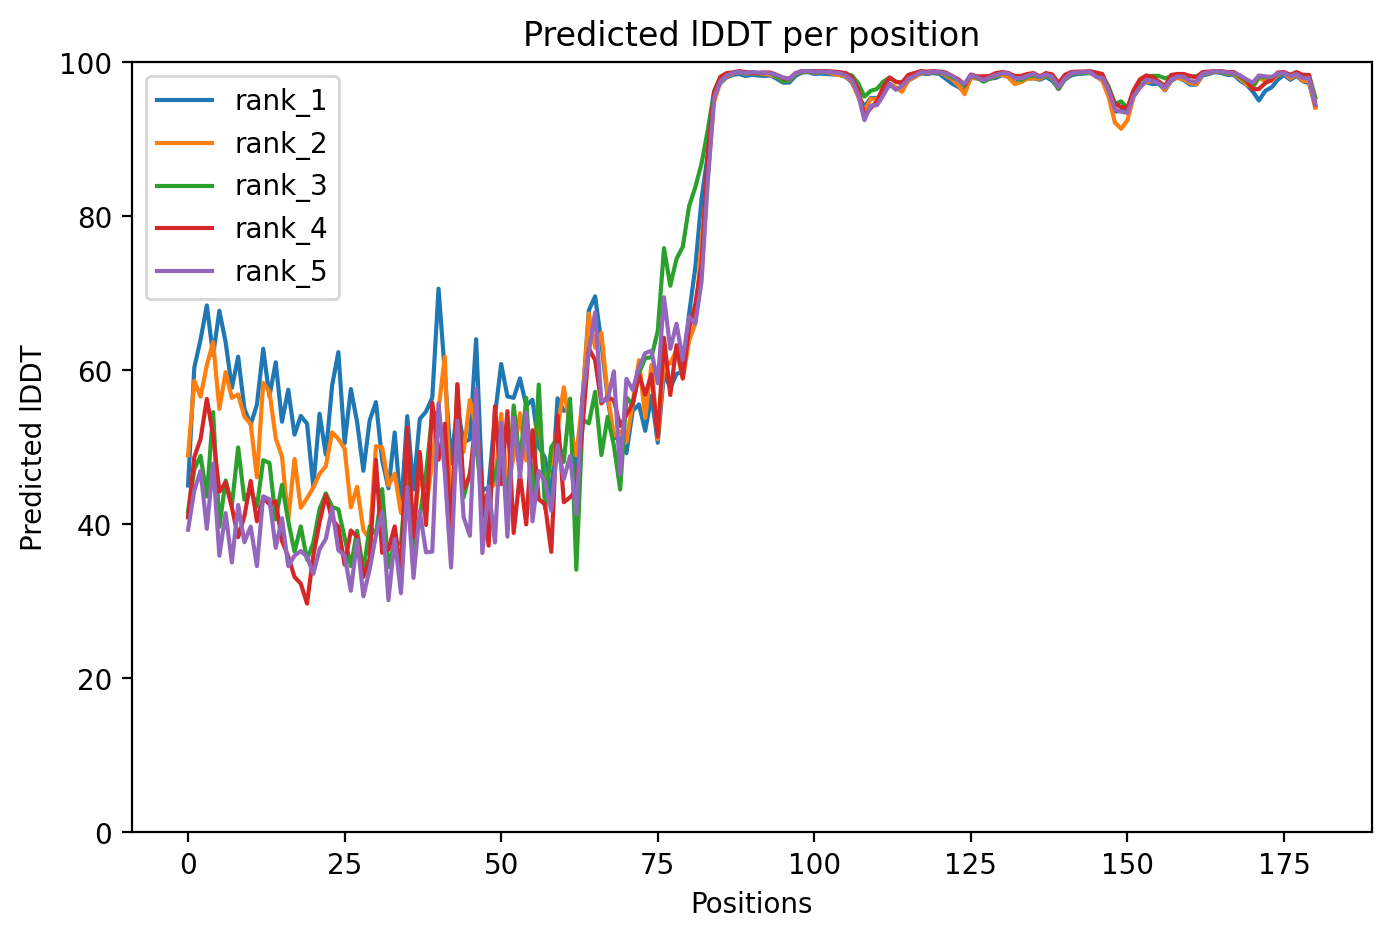 Predicted lDDT per position
100
80
60
40
20
0
Predicted lDDT
rank_1
rank_2
rank_3
rank_4
rank_5
0 25 50 75 100 125 150 175
Positions